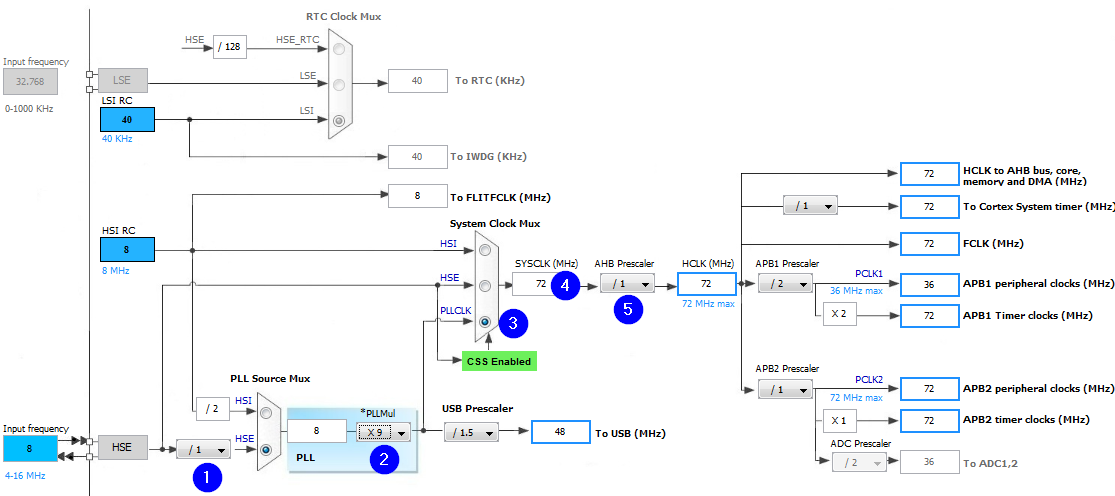 RTC Clock Mux
HSE
/ 128
HSE_RTC
Input frequency
32.768
0-1000 KHz
LSE
LSE
40
To RTC (KHz)
LSI RC
40
40 KHz
LSI
40
To IWDG (KHz)
8
To FLITFCLK (MHz)
System Clock Mux
HSI RC
8
8 MHz
HSI
HSE
PLLCLK
3
CSS Enabled
SYSCLK (MHz)
72
4
AHB Prescaler
/ 1
5
HCLK (MHz)
72
72 MHz max
72
HCLK to AHB bus, core,
memory and DMA (MHz)
/ 1
72
To Cortex System timer (MHz)
72
FCLK (MHz)
APB1 Prescaler
/ 2
PCLK1
36 MHz max
36
APB1 peripheral clocks (MHz)
X 2
72
APB1 Timer clocks (MHz)
APB2 Prescaler
/ 1
PCLK2
72 MHz max
72
APB2 peripheral clocks (MHz)
X 1
72
APB2 timer clocks (MHz)
ADC Prescaler
/ 2
36
To ADC1,2
PLL Source Mux
/ 2
HSI
Input frequency
8
4-16 MHz
HSE
/ 1
1
HSE
8
*PLLMul
X 9
2
PLL
USB Prescaler
/ 1.5
48
To USB (MHz)